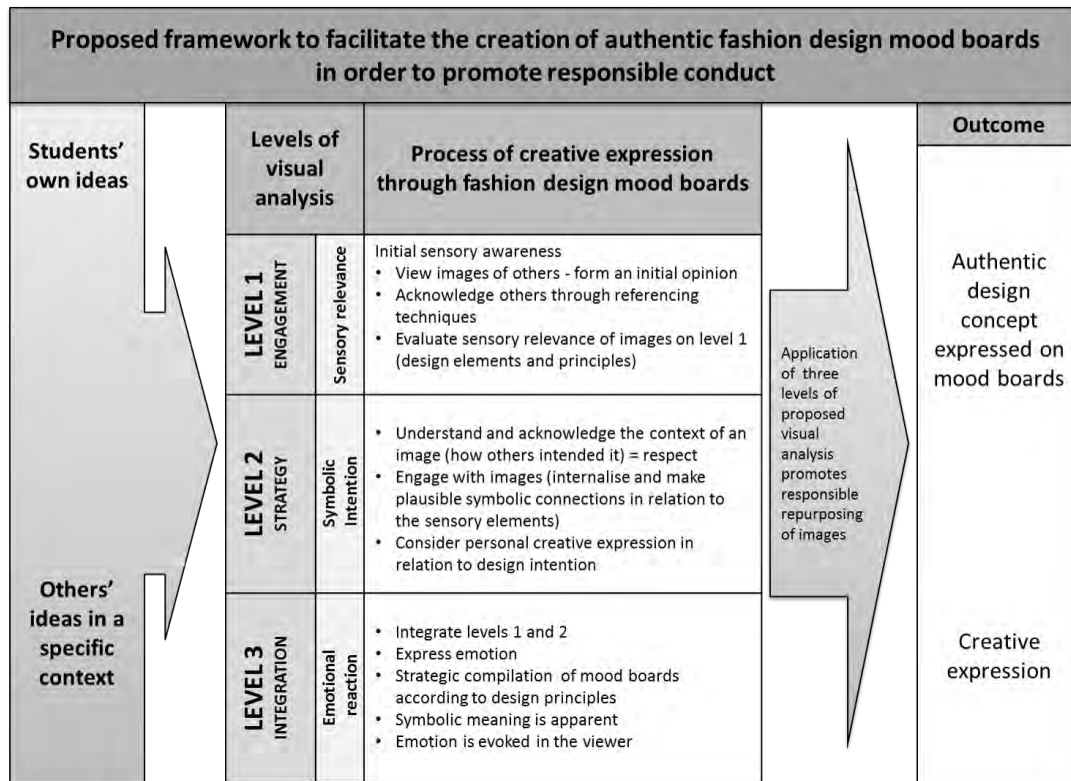 Proposed framework to facilitate the creation of authentic fashion design mood boards
in order to promote responsible conduct
Students'
own ideas
Others'
ideas in a
specific
context
Levels of
visual
analysis
Process of creative expression
through fashion design mood boards
LEVEL 1
ENGAGEMENT
Sensory relevance
Initial sensory awareness
• View images of others - form an initial opinion
• Acknowledge others through referencing
techniques
• Evaluate sensory relevance of images on level 1
(design elements and principles)
LEVEL 2
STRATEGY
Symbolic
Intention
• Understand and acknowledge the context of an
image (how others intended it) = respect
• Engage with images (internalise and make
plausible symbolic connections in relation to
the sensory elements)
• Consider personal creative expression in
relation to design intention
LEVEL 3
INTEGRATION
Emotional
reaction
• Integrate levels 1 and 2
• Express emotion
• Strategic compilation of mood boards
according to design principles
• Symbolic meaning is apparent
• Emotion is evoked in the viewer
Application
of three
levels of
proposed
visual
analysis
promotes
responsible
repurposing
of images
Outcome
Authentic
design
concept
expressed on
mood boards
Creative
expression